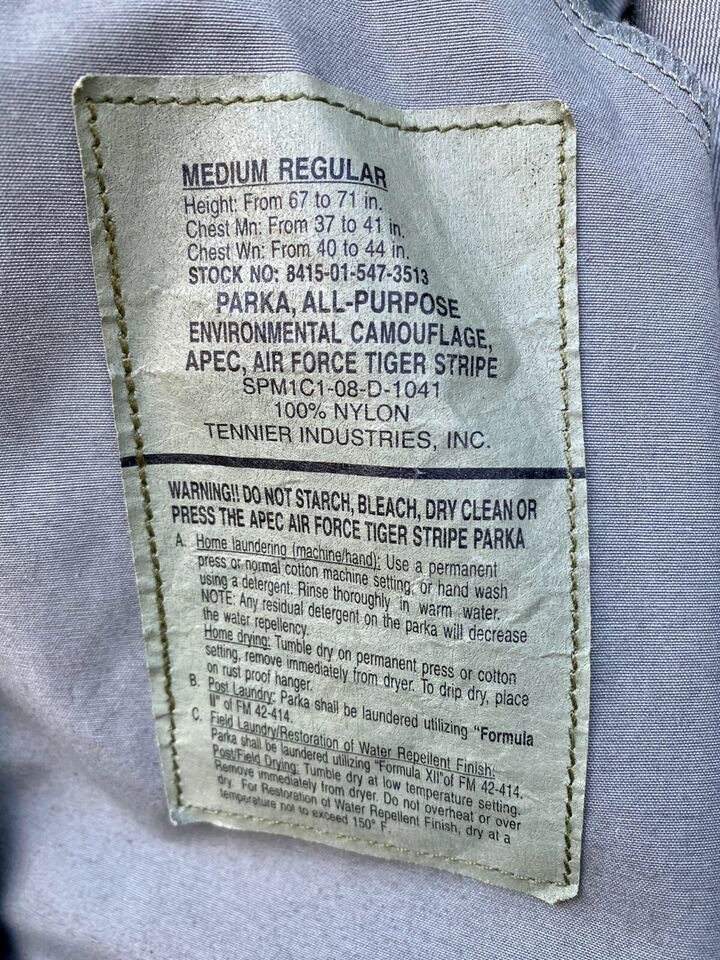 MEDIUM REGULAR
Height: From 67 to 71 in.
Chest Mn: From 37 to 41 in.
Chest Wn: From 40 to 44 in.
STOCK NO: 8415-01-547-3513
PARKA, ALL-PURPOSE
ENVIRONMENTAL CAMOUFLAGE,
APEC, AIR FORCE TIGER STRIPE
SPM1C1-08-D-1041
100% NYLON
TENNIER INDUSTRIES, INC.
WARNING!! DO NOT STARCH, BLEACH, DRY CLEAN OR
PRESS THE APEC AIR FORCE TIGER STRIPE PARKA
A. Home laundering (machine/hand): Use a permanent
press or normal cotton machine setting, or hand wash
using a detergent. Rinse thoroughly in warm water.
NOTE: Any residual detergent on the parka will decrease
the water repellency.
Home drying: Tumble dry on permanent press or cotton
setting, remove immediately from dryer. To drip dry, place
on rust proof hanger.
B. Post Laundry: Parka shall be laundered utilizing "Formula
II" of FM 42-414.
C. Field Laundry/Restoration of Water Repellent Finish:
Parka shall be laundered utilizing "Formula XII"of FM 42-414.
Post/Field Drying: Tumble dry at low temperature setting.
Remove immediately from dryer. Do not overheat or over
dry. For Restoration of Water Repellent Finish, dry at a
temperature not to exceed 150° F.